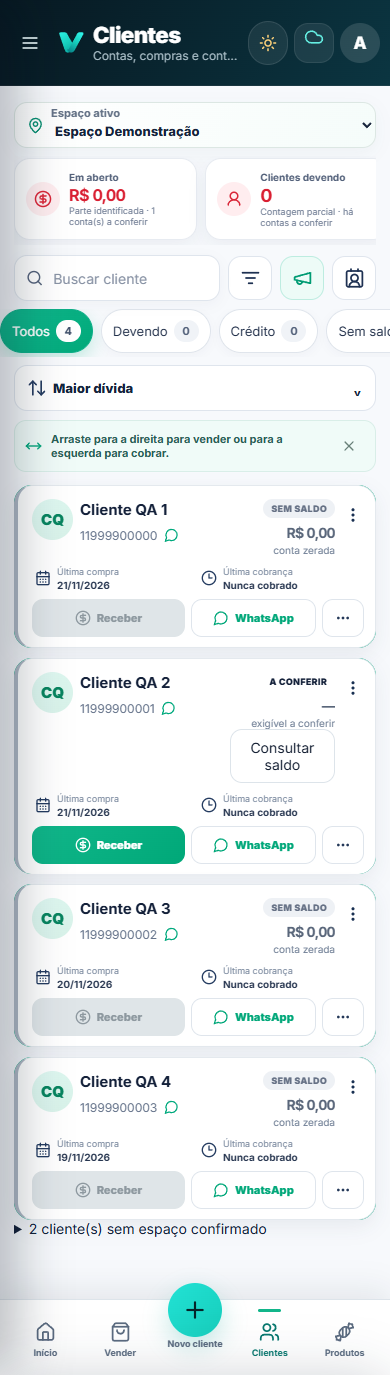 Clientes
Contas, compras e cont...
A
Espaço ativo
Espaço Demonstração
Em aberto
R$ 0,00
Parte identificada · 1
conta(s) a conferir
Clientes devendo
0
Contagem parcial · há
contas a conferir
Buscar cliente
Todos 4
Devendo 0
Crédito 0
Sem sald
Maior dívida
v
Arraste para a direita para vender ou para a
esquerda para cobrar.
CQ
Cliente QA 1
11999900000
SEM SALDO
R$ 0,00
conta zerada
Última compra
21/11/2026
Última cobrança
Nunca cobrado
Receber
WhatsApp
CQ
Cliente QA 2
11999900001
A CONFERIR
—
exigível a conferir
Consultar
saldo
Última compra
21/11/2026
Última cobrança
Nunca cobrado
Receber
WhatsApp
CQ
Cliente QA 3
11999900002
SEM SALDO
R$ 0,00
conta zerada
Última compra
20/11/2026
Última cobrança
Nunca cobrado
Receber
WhatsApp
CQ
Cliente QA 4
11999900003
SEM SALDO
R$ 0,00
conta zerada
Última compra
19/11/2026
Última cobrança
Nunca cobrado
Receber
WhatsApp
2 cliente(s) sem espaço confirmado
Início
Vender
Novo cliente
Clientes
Produtos